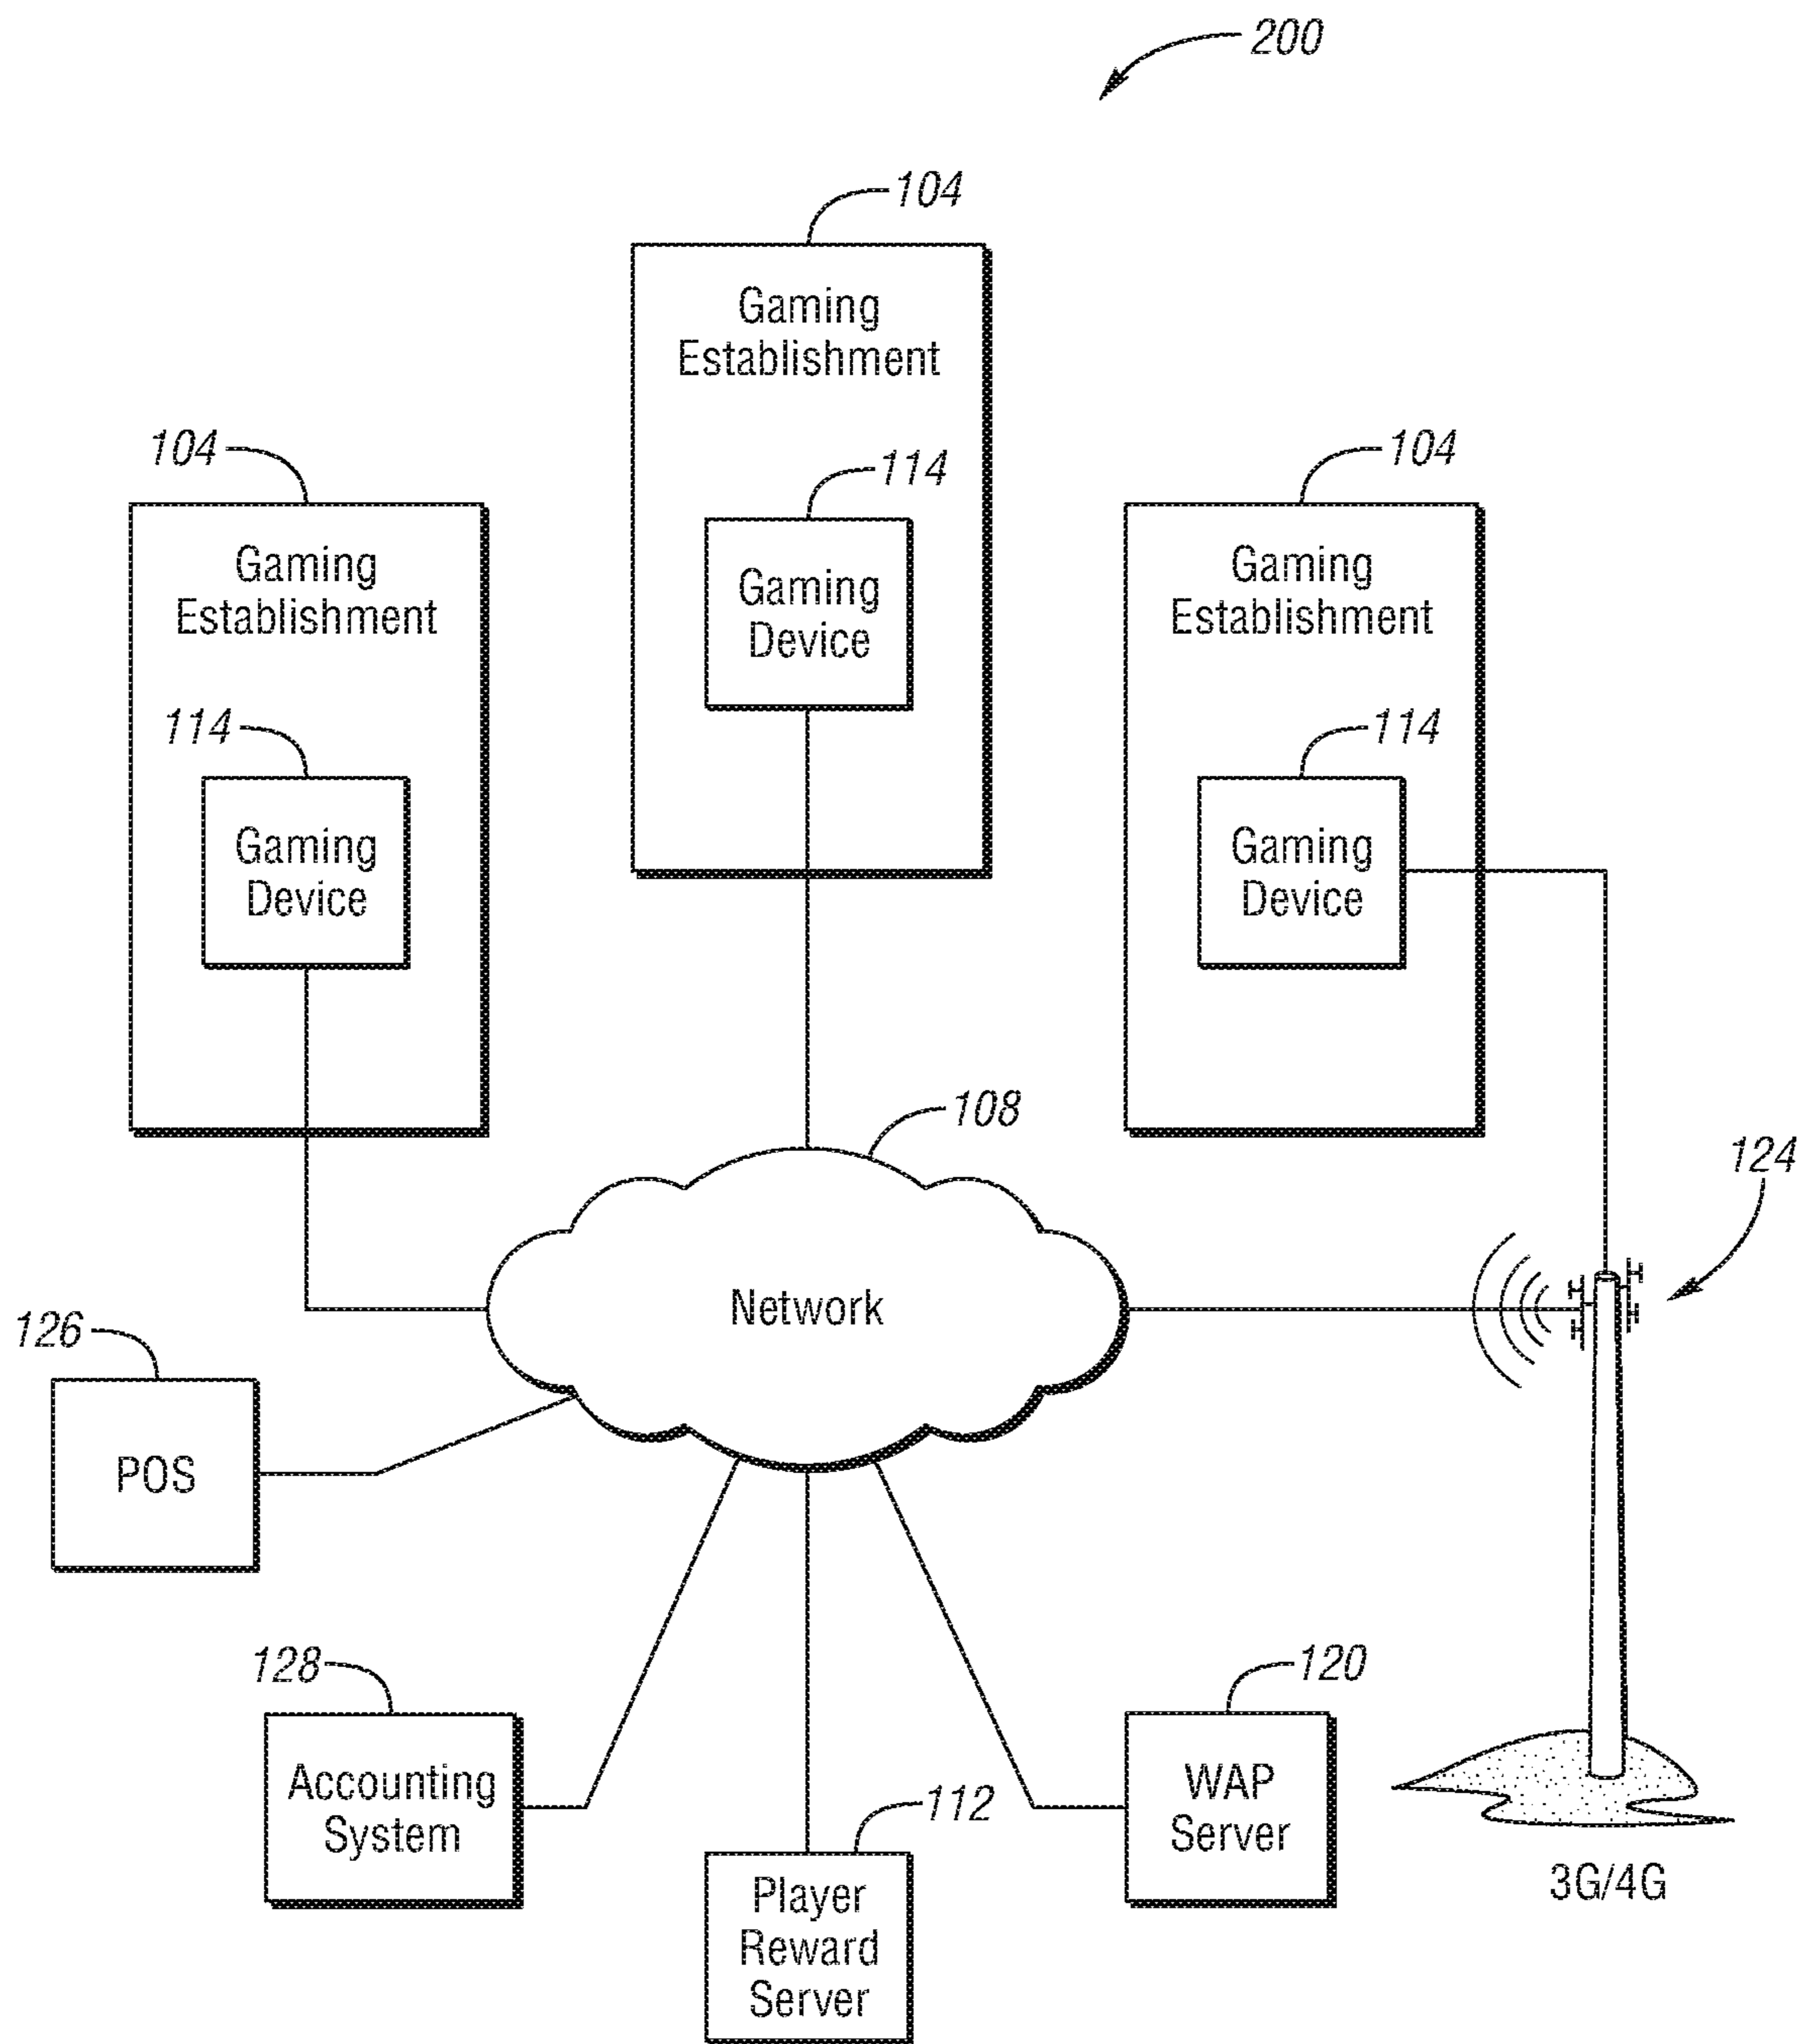 200
104
Gaming
Establishment
114
Gaming
Device
104
Gaming
Establishment
114
Gaming
Device
104
Gaming
Establishment
114
Gaming
Device
108
Network
124
126
POS
128
Accounting
System
112
Player
Reward
Server
120
WAP
Server
3G/4G